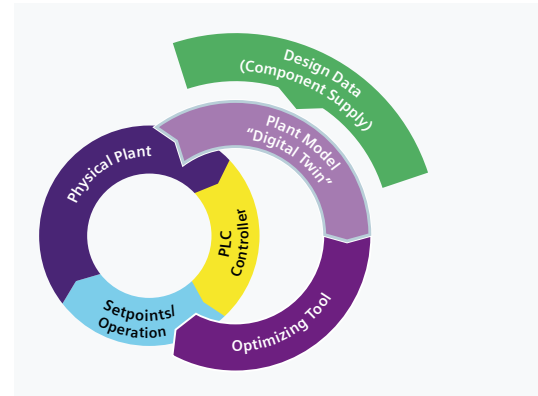 Design Data
(Component Supply)
Plant Model
“Digital Twin“
Physical Plant
PLC
Controller
Setpoints/
Operation
Optimizing Tool